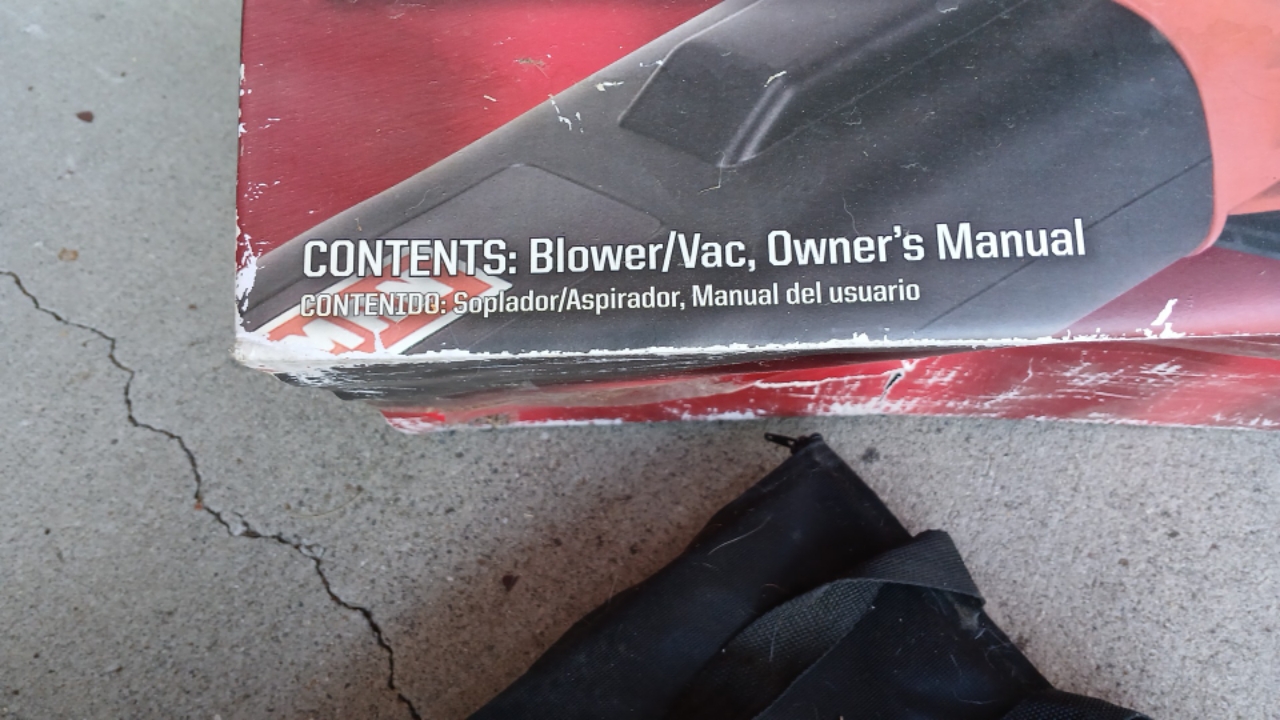 CONTENTS: Blower/Vac, Owner's Manual
CONTENIDO: Soplador/Aspirador, Manual del usuario